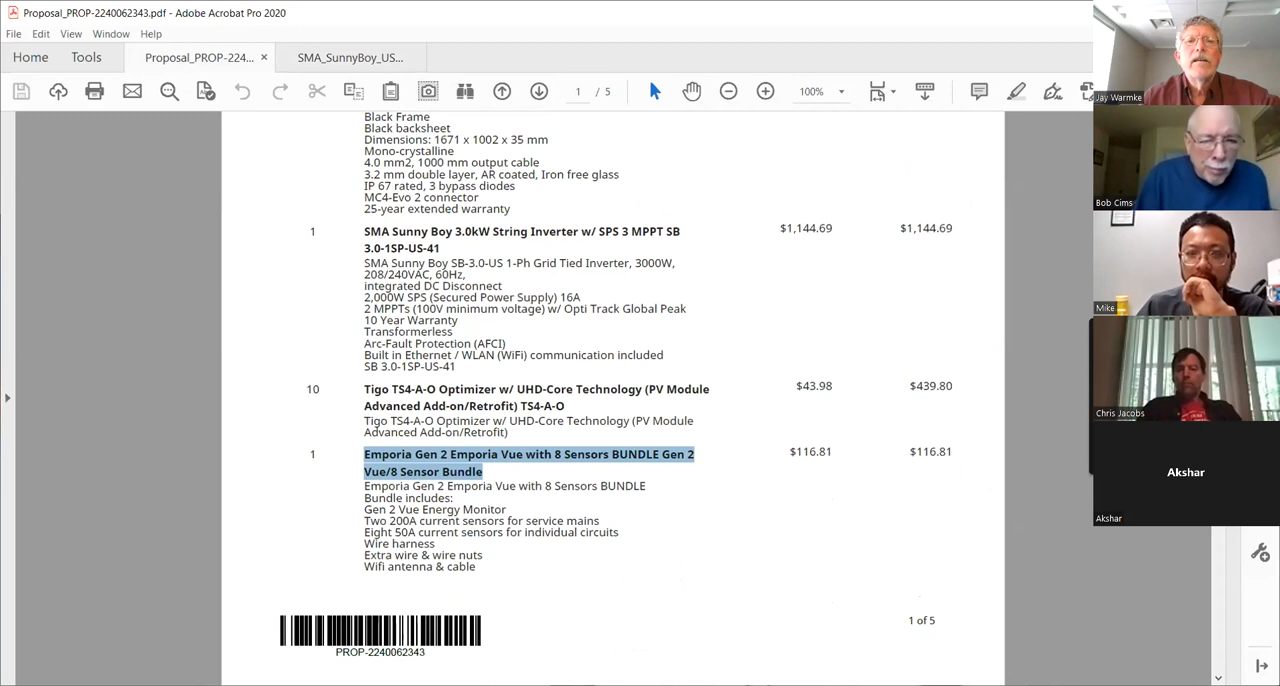 Proposal_PROP-2240062343.pdf - Adobe Acrobat Pro 2020
File Edit View Window Help
Home Tools Proposal_PROP-224... × SMA_SunnyBoy_US...
1 / 5 100%
Black Frame
Black backsheet
Dimensions: 1671 x 1002 x 35 mm
Mono-crystalline
4.0 mm2, 1000 mm output cable
3.2 mm double layer, AR coated, Iron free glass
IP 67 rated, 3 bypass diodes
MC4-Evo 2 connector
25-year extended warranty
1 SMA Sunny Boy 3.0kW String Inverter w/ SPS 3 MPPT SB $1,144.69 $1,144.69
3.0-1SP-US-41
SMA Sunny Boy SB-3.0-US 1-Ph Grid Tied Inverter, 3000W,
208/240VAC, 60Hz,
integrated DC Disconnect
2,000W SPS (Secured Power Supply) 16A
2 MPPTs (100V minimum voltage) w/ Opti Track Global Peak
10 Year Warranty
Transformerless
Arc-Fault Protection (AFCI)
Built in Ethernet / WLAN (WiFi) communication included
SB 3.0-1SP-US-41
10 Tigo TS4-A-O Optimizer w/ UHD-Core Technology (PV Module $43.98 $439.80
Advanced Add-on/Retrofit) TS4-A-O
Tigo TS4-A-O Optimizer w/ UHD-Core Technology (PV Module
Advanced Add-on/Retrofit)
1 Emporia Gen 2 Emporia Vue with 8 Sensors BUNDLE Gen 2 $116.81 $116.81
Vue/8 Sensor Bundle
Emporia Gen 2 Emporia Vue with 8 Sensors BUNDLE
Bundle includes:
Gen 2 Vue Energy Monitor
Two 200A current sensors for service mains
Eight 50A current sensors for individual circuits
Wire harness
Extra wire & wire nuts
Wifi antenna & cable
1 of 5
PROP-2240062343
Jay Warmke
Bob Cims
Mike
Chris Jacobs
Akshar
Akshar